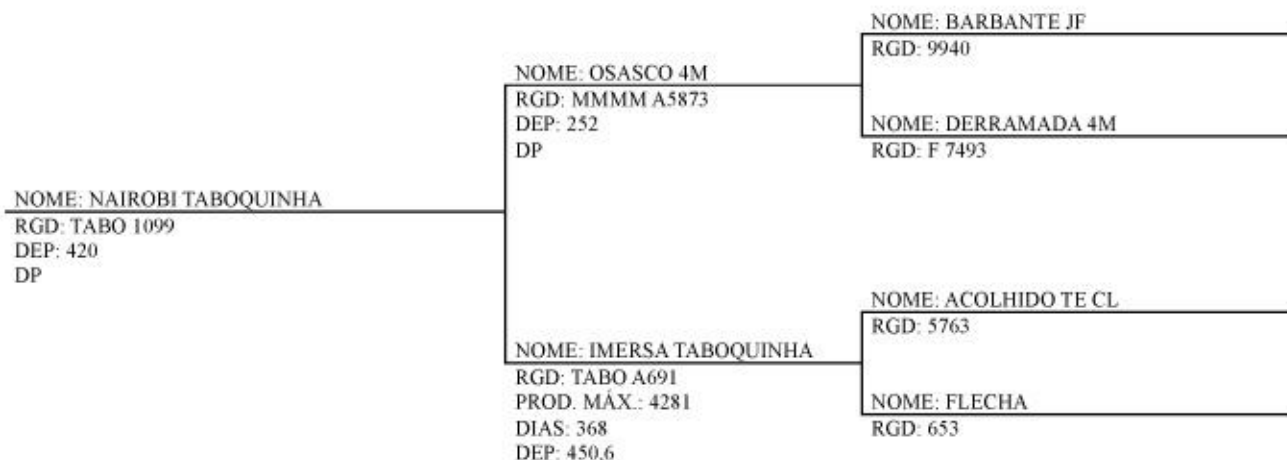 NOME: NAIROBI TABOQUINHA
RGD: TABO 1099
DEP: 420
DP
NOME: OSASCO 4M
RGD: MMMM A5873
DEP: 252
DP
NOME: BARBANTE JF
RGD: 9940
NOME: DERRAMADA 4M
RGD: F 7493
NOME: IMERSA TABOQUINHA
RGD: TABO A691
PROD. MÁX.: 4281
DIAS: 368
DEP: 450.6
NOME: ACOLHIDO TE CL
RGD: 5763
NOME: FLECHA
RGD: 653